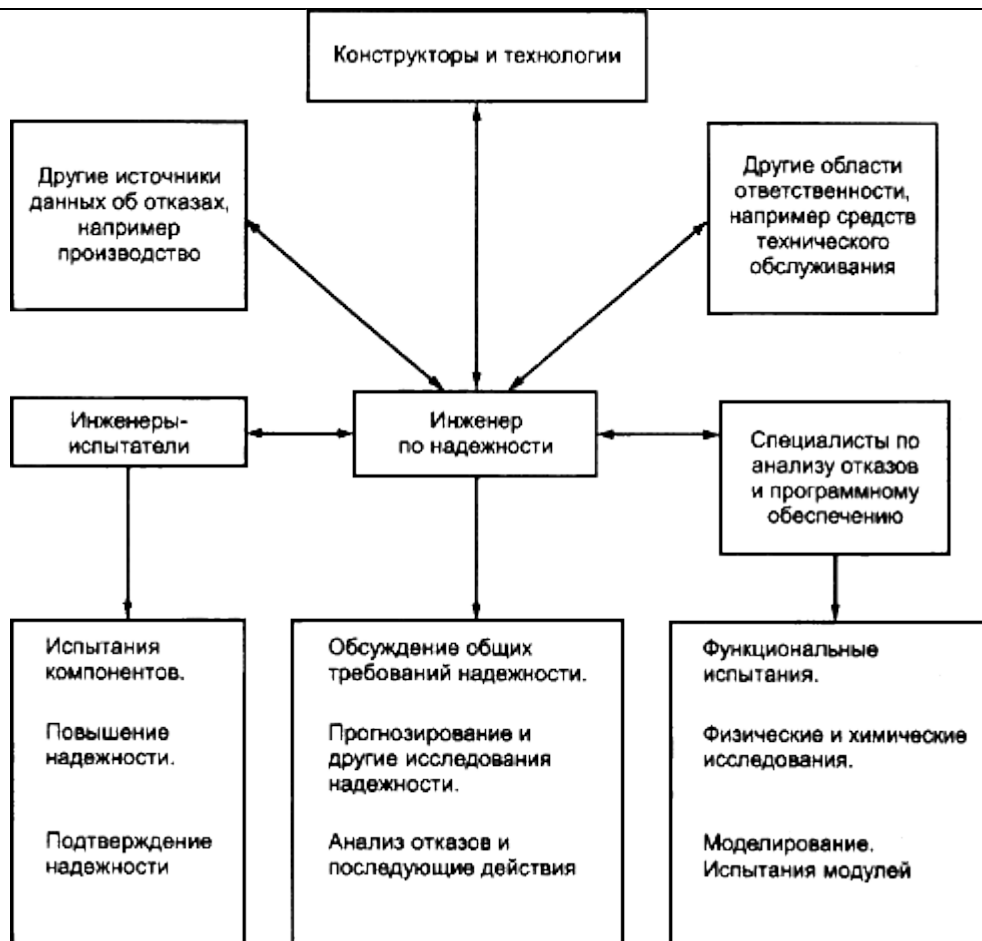 Конструкторы и технологии
Другие источники
данных об отказах,
например
производство
Другие области
ответственности,
например средств
технического
обслуживания
Инженеры-
испытатели
Инженер
по надежности
Специалисты по
анализу отказов
и программному
обеспечению
Испытания
компонентов.
Повышение
надежности.
Подтверждение
надежности
Обсуждение общих
требований надежности.
Прогнозирование и
другие исследования
надежности.
Анализ отказов и
последующие действия
Функциональные
испытания.
Физические и химические
исследования.
Моделирование.
Испытания модулей